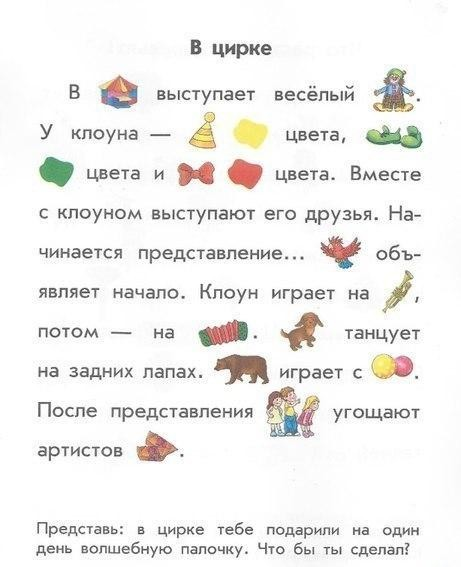 В цирке
В выступает весёлый .
У клоуна — цвета,
цвета и цвета. Вместе
с клоуном выступают его друзья. На-
чинается представление... объ-
являет начало. Клоун играет на ,
потом — на . танцует
на задних лапах. играет с .
После представления угощают
артистов .
Представь: в цирке тебе подарили на один
день волшебную палочку. Что бы ты сделал?